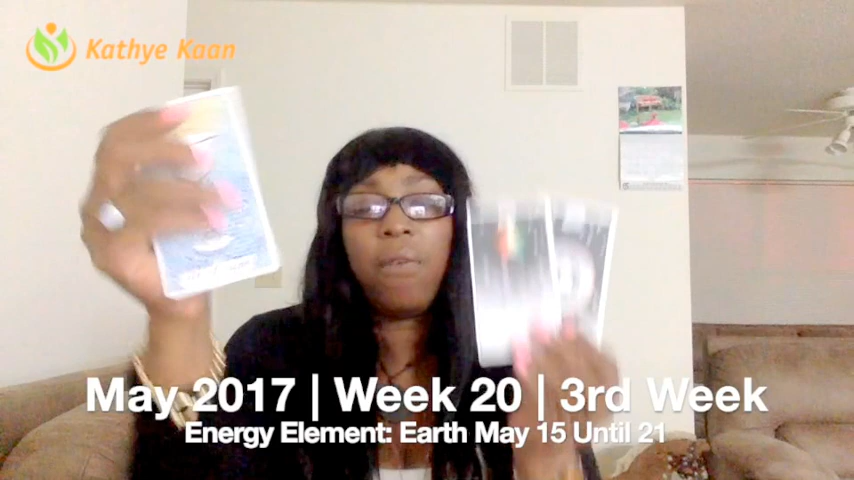 Kathye Kaan
May 2017 | Week 20 | 3rd Week
Energy Element: Earth May 15 Until 21